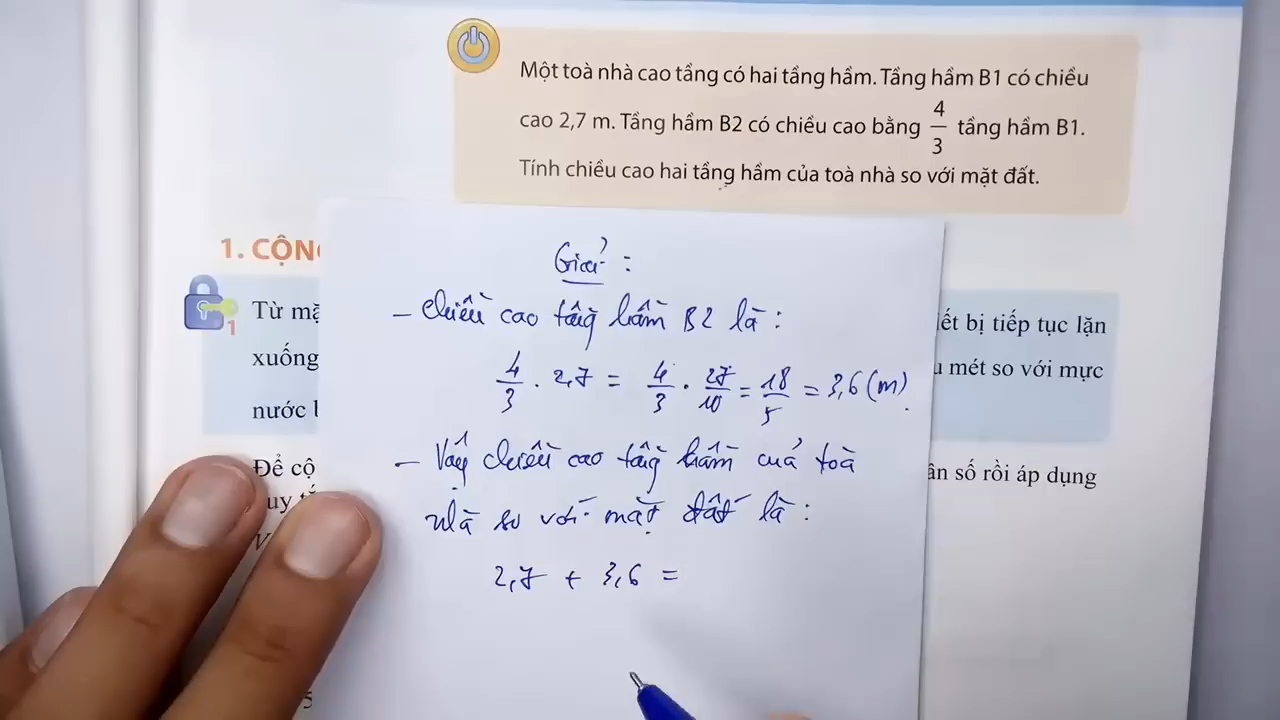 Một toà nhà cao tầng có hai tầng hầm. Tầng hầm B1 có chiều
cao 2,7 m. Tầng hầm B2 có chiều cao bằng 4/3 tầng hầm B1.
Tính chiều cao hai tầng hầm của toà nhà so với mặt đất.
1. CỘN
Giải:
1
Từ mặ
ết bị tiếp tục lặn
– Chiều cao tầng hầm B2 là:
xuống
mét so với mực
4/3 . 2,7 = 4/3 . 27/10 = 18/5 = 3,6 (m).
nước
– Vậy chiều cao tầng hầm của toà
Để cộ
ân số rồi áp dụng
uy
nhà so với mặt đất là:
V
2,7 + 3,6 =
5